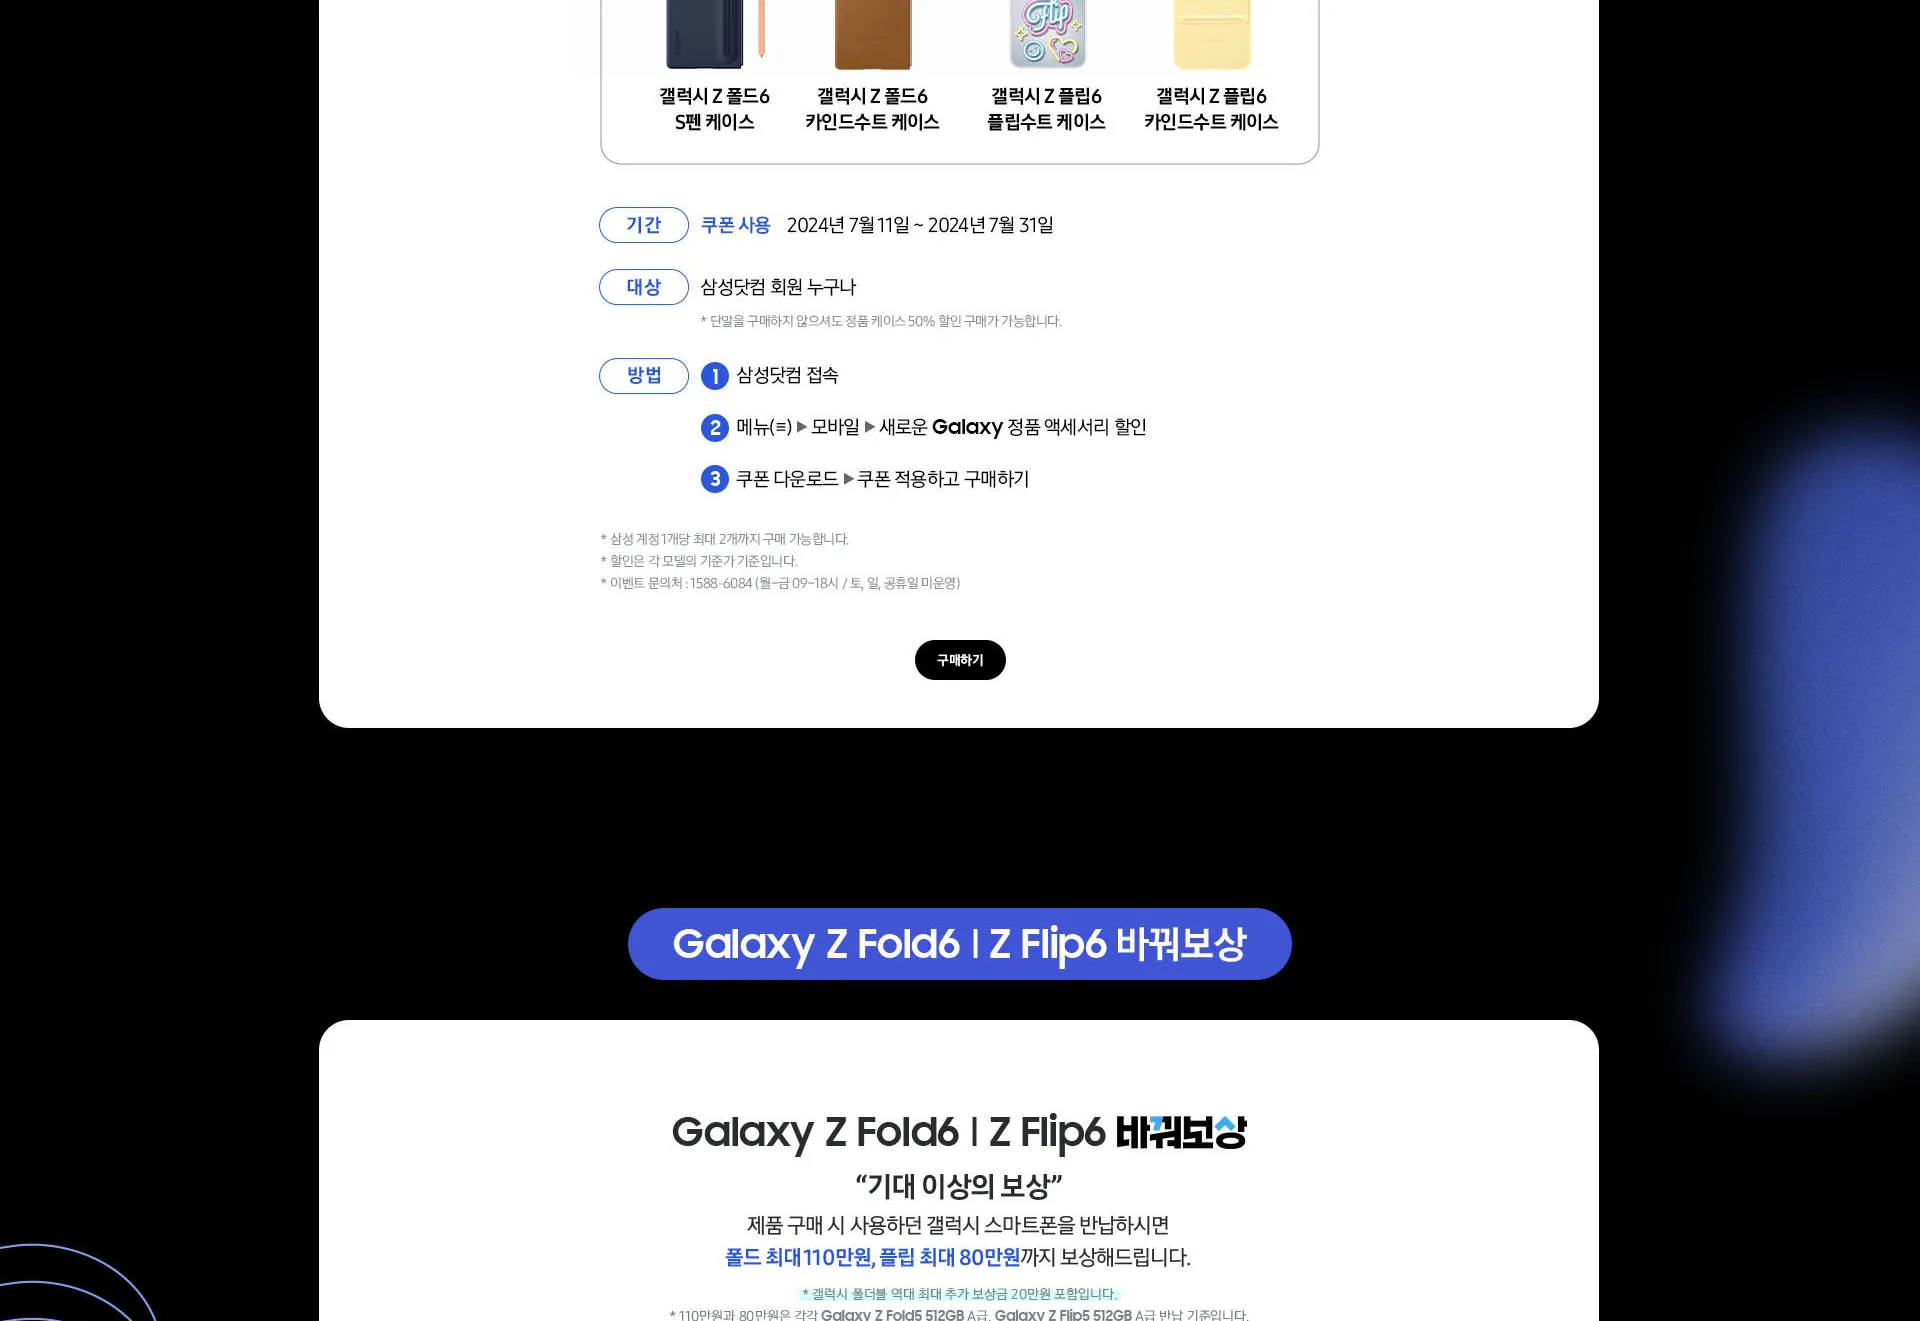 Flip
갤럭시 Z 폴드6
S펜 케이스
갤럭시 Z 폴드6
카인드수트 케이스
갤럭시 Z 플립6
플립수트 케이스
갤럭시 Z 플립6
카인드수트 케이스
기간 쿠폰 사용 2024년 7월 11일 ~ 2024년 7월 31일
대상 삼성닷컴 회원 누구나
* 단말을 구매하지 않으셔도 정품 케이스 50% 할인 구매가 가능합니다.
방법 1 삼성닷컴 접속
2 메뉴(≡) ▶ 모바일 ▶ 새로운 Galaxy 정품 액세서리 할인
3 쿠폰 다운로드 ▶ 쿠폰 적용하고 구매하기
* 삼성 계정 1개당 최대 2개까지 구매 가능합니다.
* 할인은 각 모델의 기준가 기준입니다.
* 이벤트 문의처 : 1588-6084 (월~금 09~18시 / 토, 일, 공휴일 미운영)
구매하기
Galaxy Z Fold6 | Z Flip6 바꿔보상
Galaxy Z Fold6 | Z Flip6 바꿔보상
“기대 이상의 보상”
제품 구매 시 사용하던 갤럭시 스마트폰을 반납하시면
폴드 최대 110만원, 플립 최대 80만원까지 보상해드립니다.
* 갤럭시 폴더블 역대 최대 추가 보상금 20만원 포함입니다.
* 110만원과 80만원은 각각 Galaxy Z Fold5 512GB A급, Galaxy Z Flip5 512GB A급 반납 기준입니다.